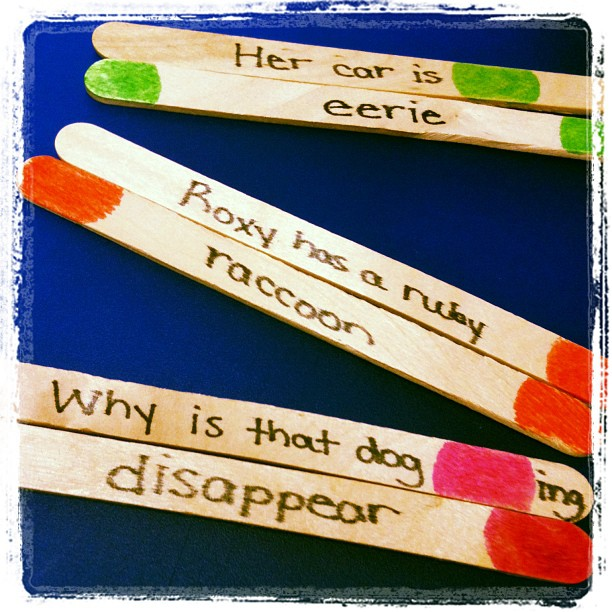 Her car is
eerie
Roxy has a ruby
raccoon
Why is that dog ing
disappear